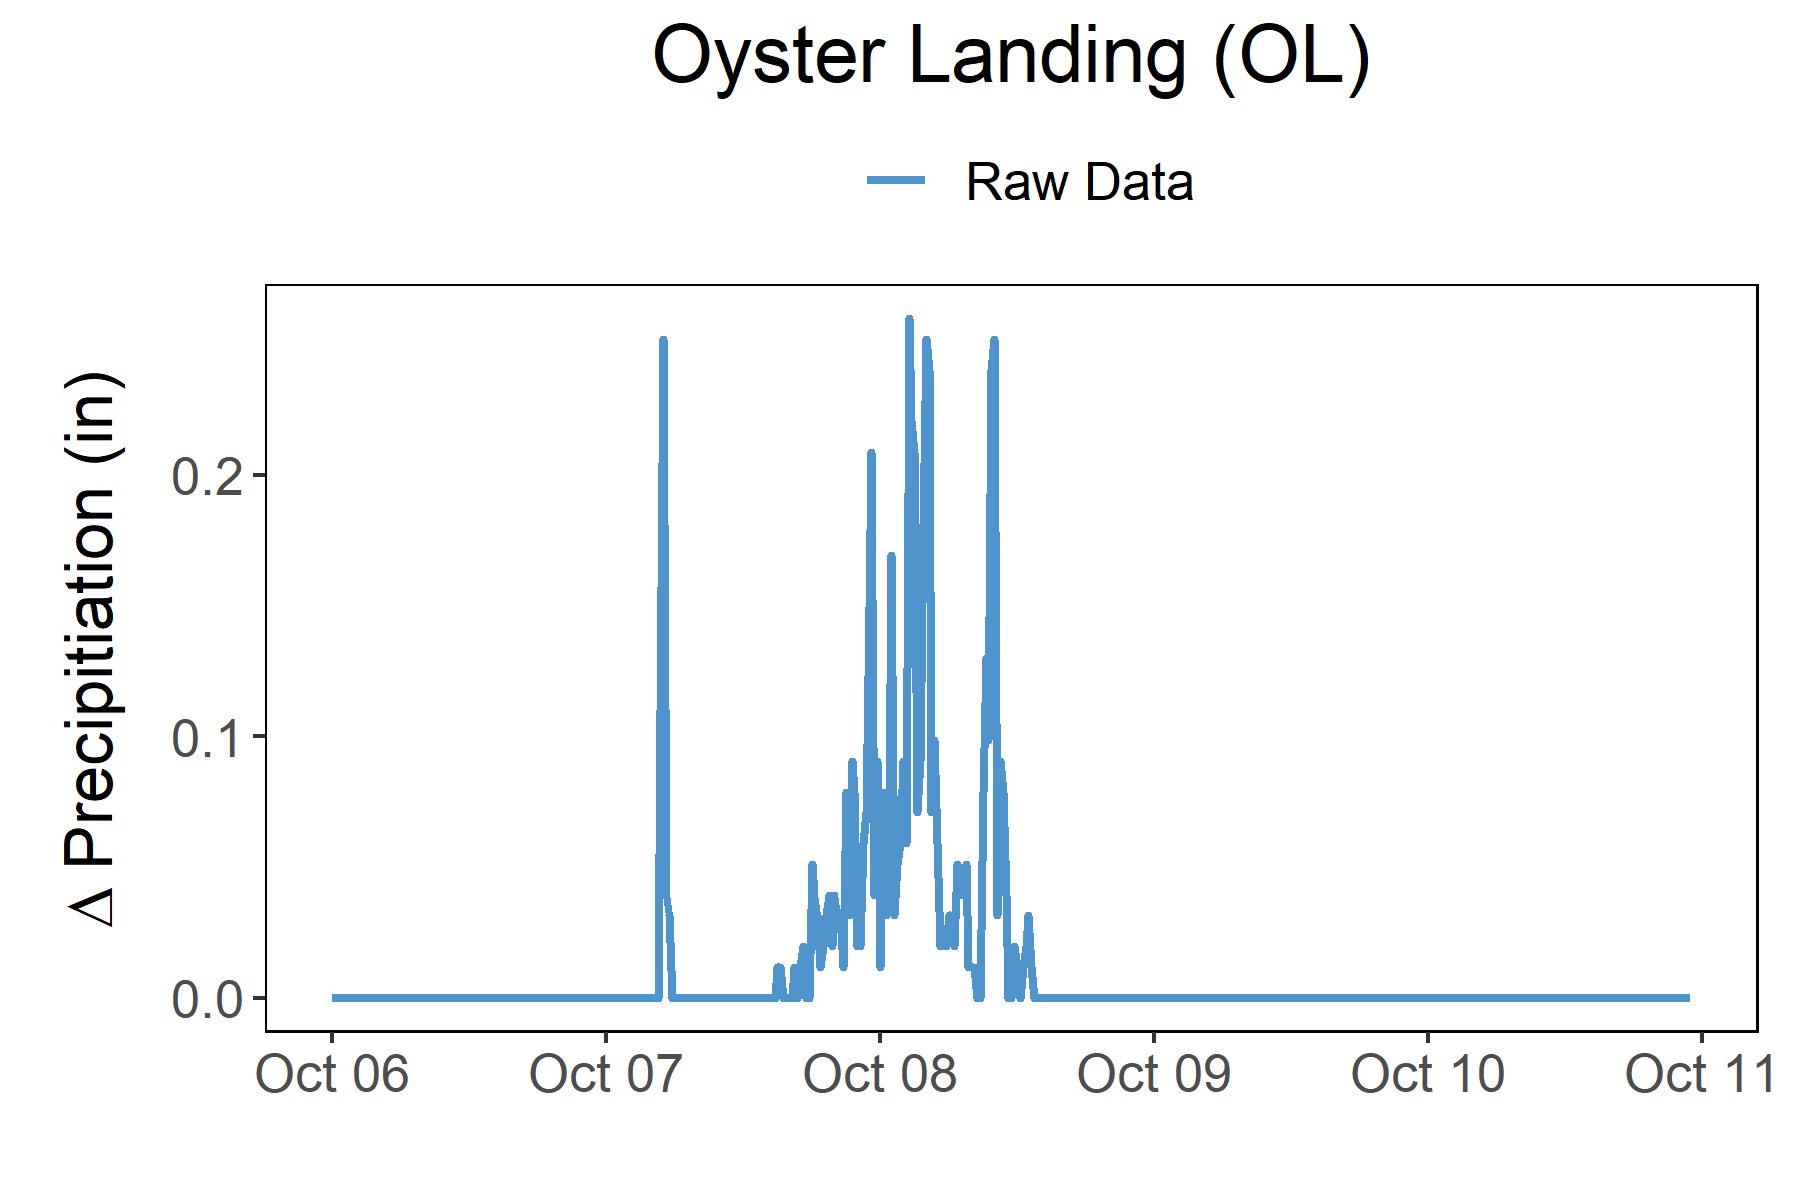 Oyster Landing (OL)
Raw Data
Δ Precipitiation (in)
0.2
0.1
0.0
Oct 06 Oct 07 Oct 08 Oct 09 Oct 10 Oct 11